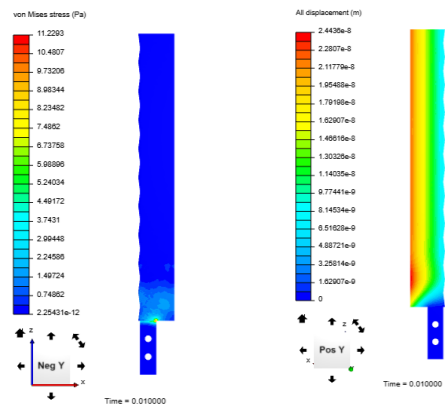 von Mises stress (Pa)
11.2293
10.4807
9.73206
8.98344
8.23482
7.4862
6.73758
5.98896
5.24034
4.49172
3.7431
2.99448
2.24586
1.49724
0.74862
2.25431e-12
z
Neg Y
x
Time = 0.010000
All displacement (m)
2.4436e-8
2.2807e-8
2.11779e-8
1.95488e-8
1.79198e-8
1.62907e-8
1.46616e-8
1.30326e-8
1.14035e-8
9.77441e-9
8.14534e-9
6.51628e-9
4.88721e-9
3.25814e-9
1.62907e-9
0
z
Pos Y
x
Time = 0.010000